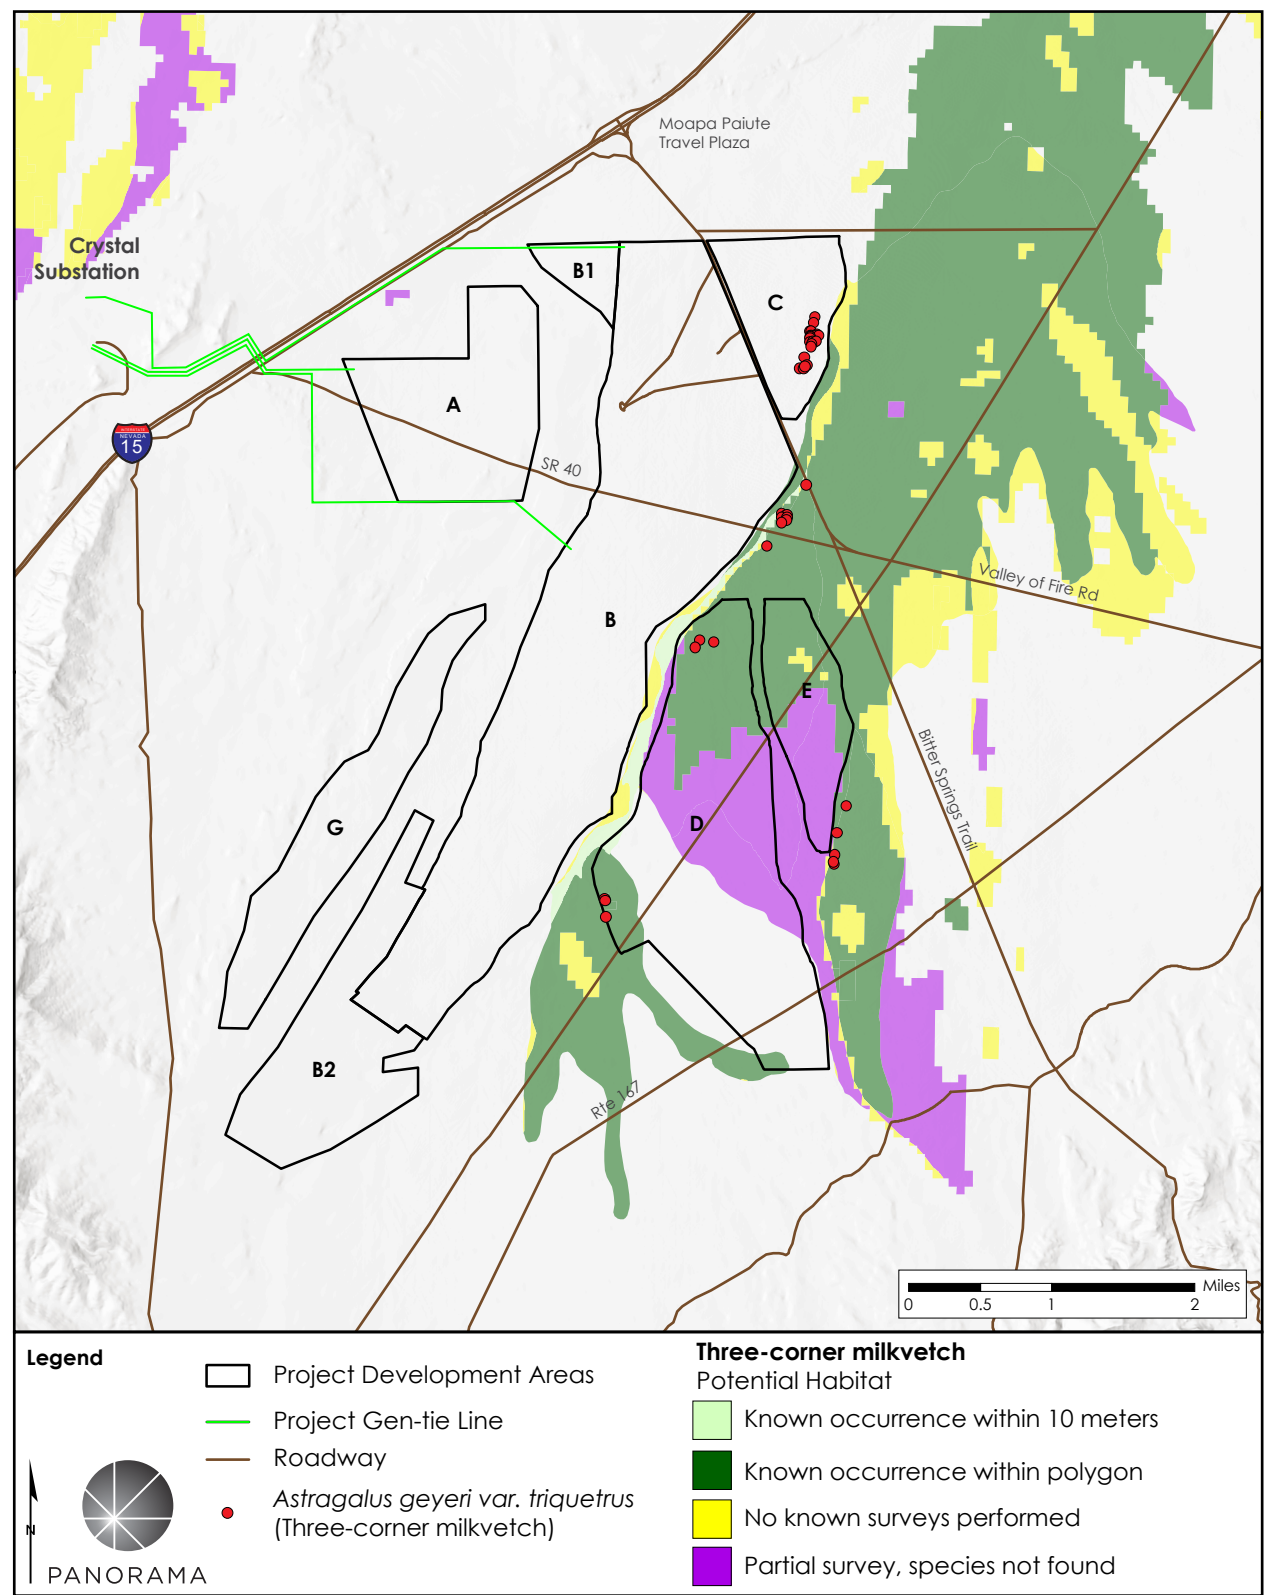 Moapa Paiute
Travel Plaza
Crystal
Substation
B1
C
A
INTERSTATE
NEVADA
15
SR 40
Valley of Fire Rd
B
E
Bitter Springs Trail
G
D
B2
Rte 167
Miles
0 0.5 1 2
Legend
Project Development Areas
Project Gen-tie Line
Roadway
Astragalus geyeri var. triquetrus
(Three-corner milkvetch)
N
PANORAMA
Three-corner milkvetch
Potential Habitat
Known occurrence within 10 meters
Known occurrence within polygon
No known surveys performed
Partial survey, species not found